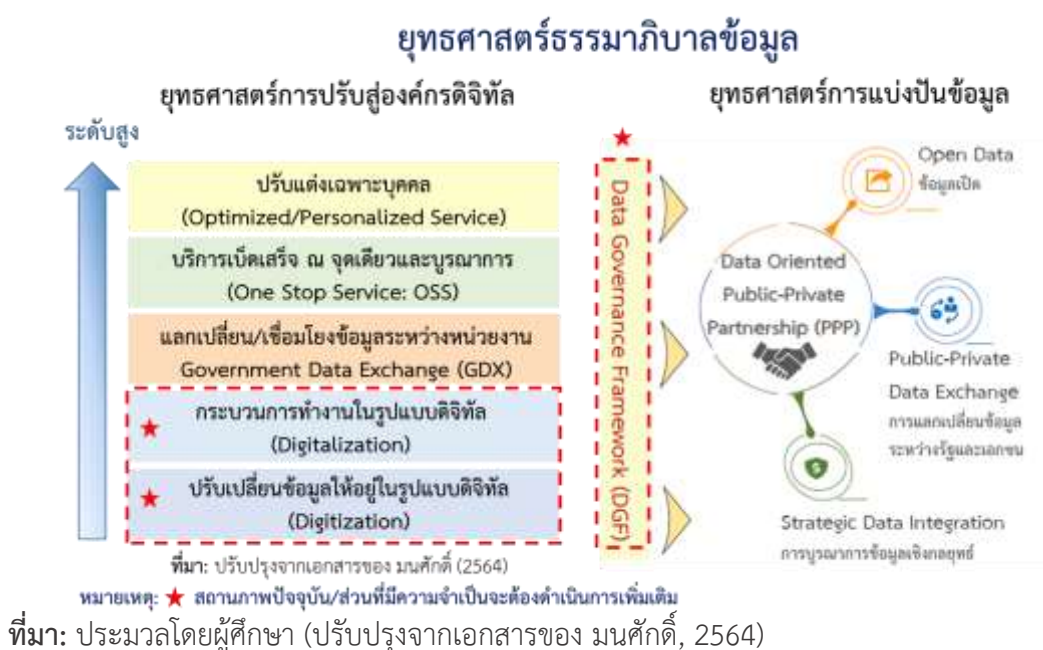 ยุทธศาสตร์ธรรมาภิบาลข้อมูล
ยุทธศาสตร์การปรับสู่องค์กรดิจิทัล
ระดับสูง
ปรับแต่งเฉพาะบุคคล
(Optimized/Personalized Service)
บริการเบ็ดเสร็จ ณ จุดเดียวและบูรณาการ
(One Stop Service: OSS)
แลกเปลี่ยน/เชื่อมโยงข้อมูลระหว่างหน่วยงาน
Government Data Exchange (GDX)
กระบวนการทำงานในรูปแบบดิจิทัล
(Digitalization)
ปรับเปลี่ยนข้อมูลให้อยู่ในรูปแบบดิจิทัล
(Digitization)
ที่มา: ปรับปรุงจากเอกสารของ มนศักดิ์ (2564)
ยุทธศาสตร์การแบ่งปันข้อมูล
Data Governance Framework (DGF)
Data Oriented
Public-Private
Partnership (PPP)
Open Data
ข้อมูลเปิด
Public-Private
Data Exchange
การแลกเปลี่ยนข้อมูล
ระหว่างรัฐและเอกชน
Strategic Data Integration
การบูรณาการข้อมูลเชิงกลยุทธ์
หมายเหตุ: ★ สถานภาพปัจจุบัน/ส่วนที่มีความจำเป็นจะต้องดำเนินการเพิ่มเติม
ที่มา: ประมวลโดยผู้ศึกษา (ปรับปรุงจากเอกสารของ มนศักดิ์, 2564)